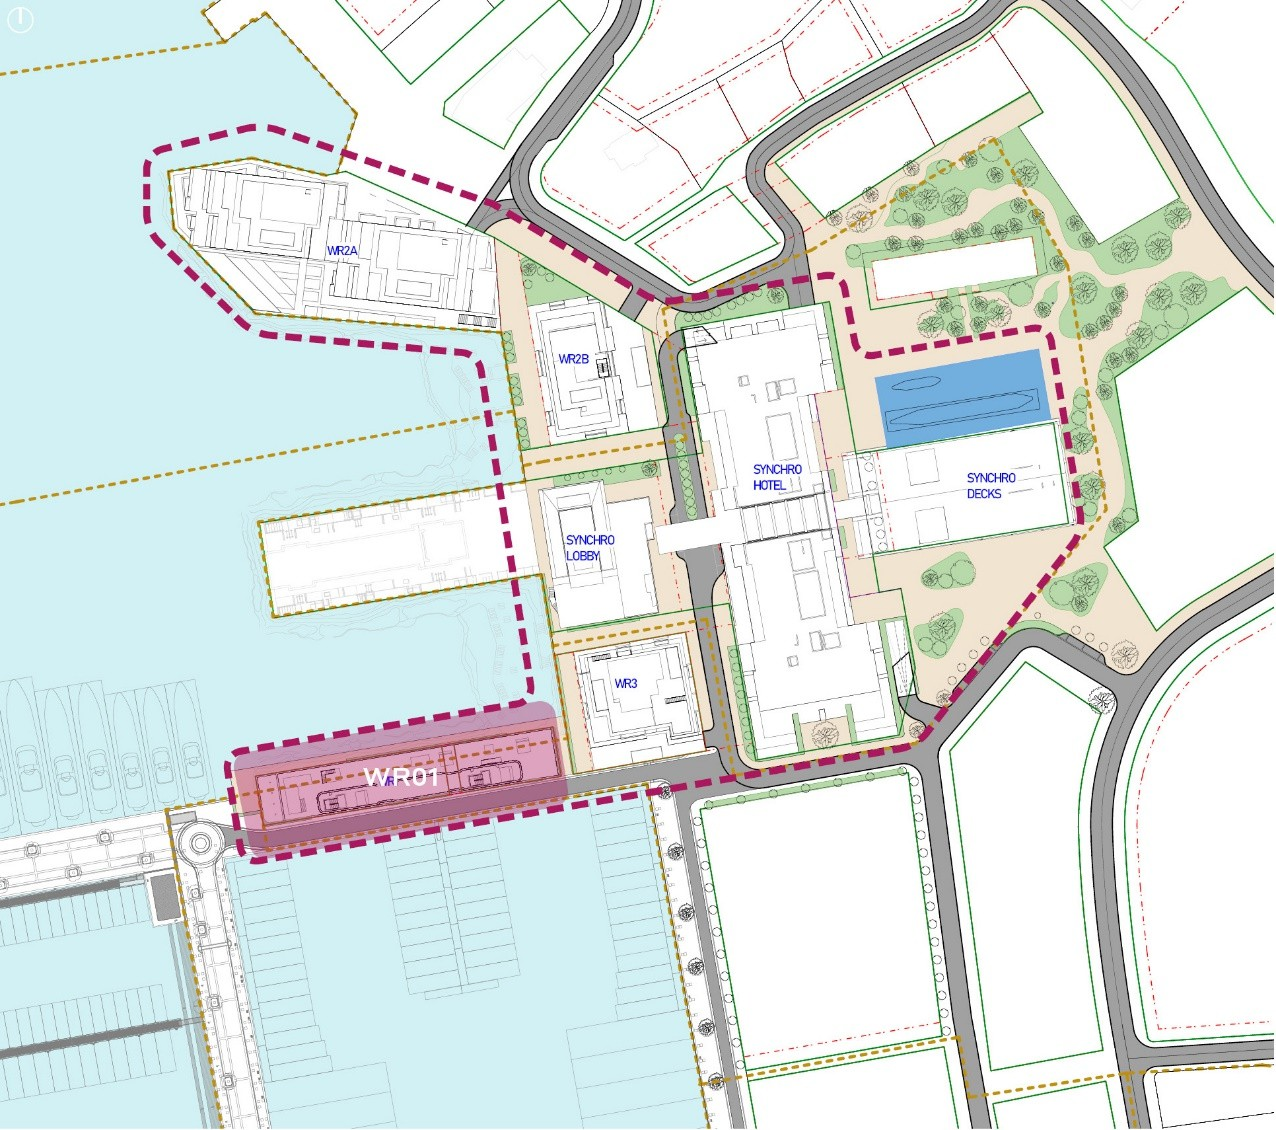 WR2A
WR2B
SYNCHRO
HOTEL
SYNCHRO
DECKS
SYNCHRO
LOBBY
WR3
WR01